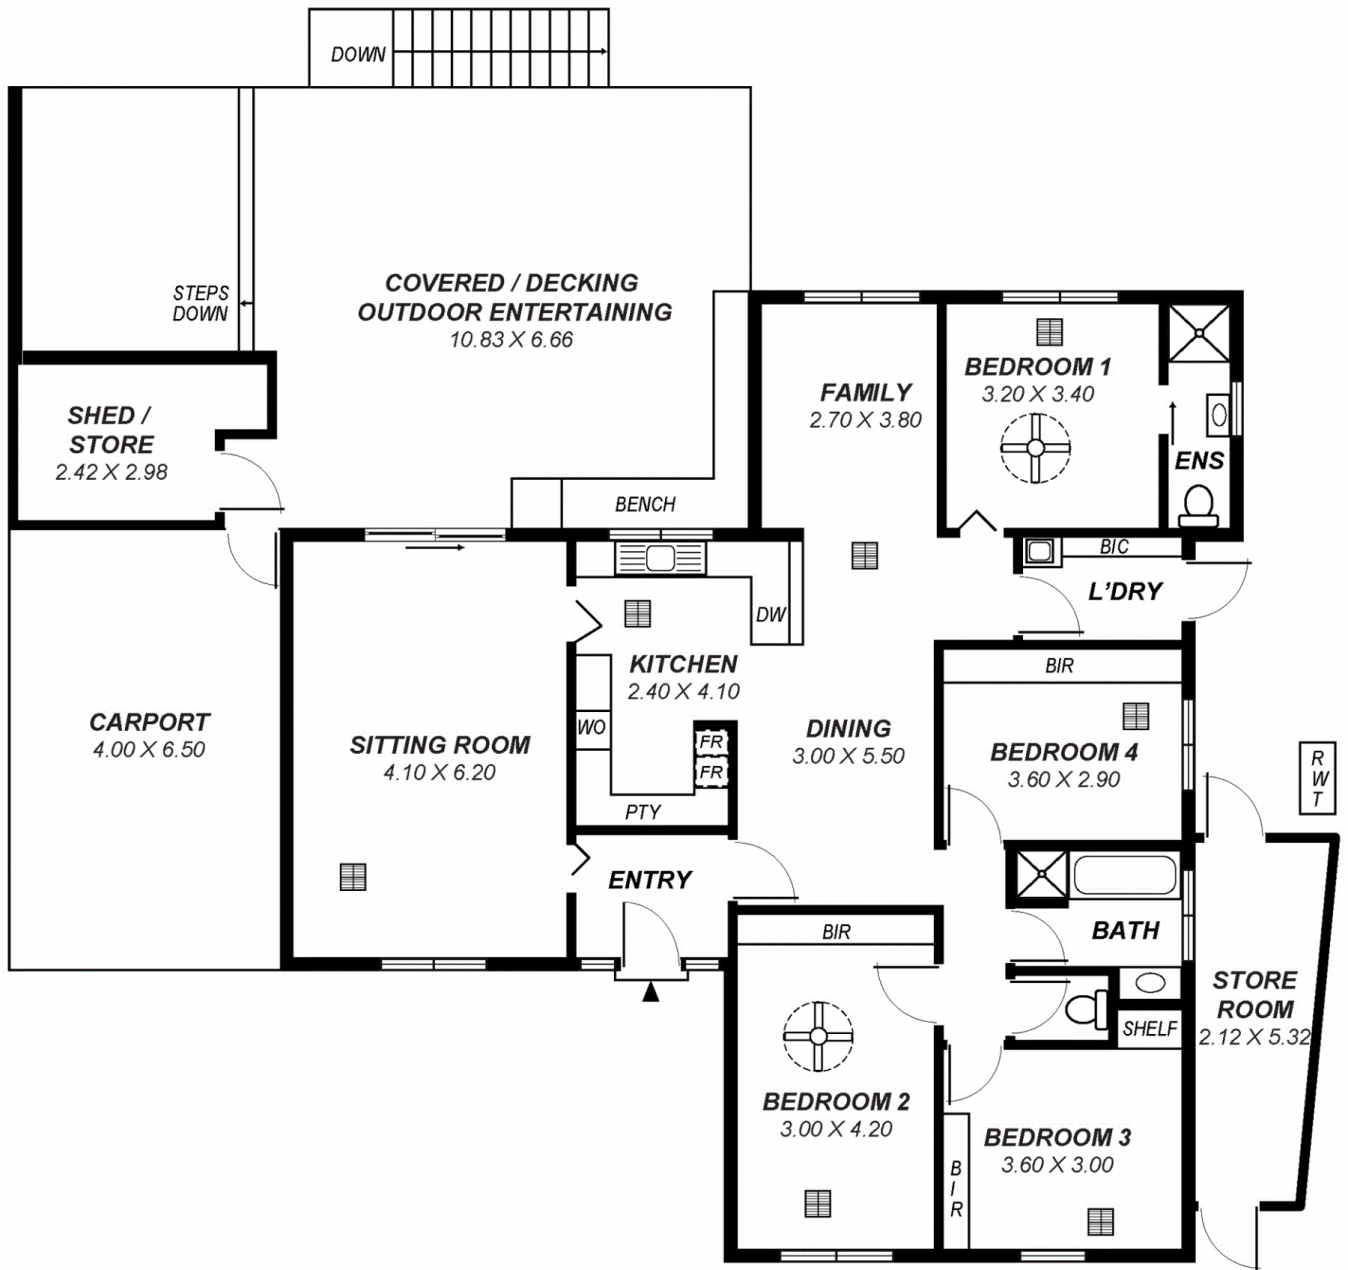 DOWN
STEPS
DOWN
COVERED / DECKING
OUTDOOR ENTERTAINING
10.83 X 6.66
SHED /
STORE
2.42 X 2.98
BENCH
FAMILY
2.70 X 3.80
BEDROOM 1
3.20 X 3.40
ENS
BIC
L'DRY
DW
KITCHEN
2.40 X 4.10
WO
FR
FR
PTY
CARPORT
4.00 X 6.50
SITTING ROOM
4.10 X 6.20
DINING
3.00 X 5.50
BIR
BEDROOM 4
3.60 X 2.90
R
W
T
ENTRY
BATH
BIR
STORE
ROOM
2.12 X 5.32
SHELF
BEDROOM 2
3.00 X 4.20
BEDROOM 3
3.60 X 3.00
B
I
R